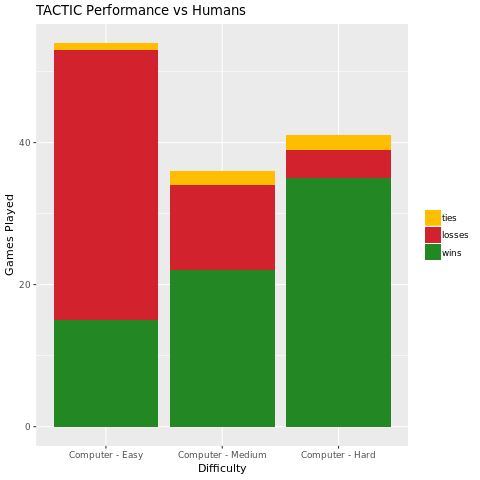 TACTIC Performance vs Humans
Games Played
40
20
0
Computer - Easy
Computer - Medium
Computer - Hard
Difficulty
ties
losses
wins